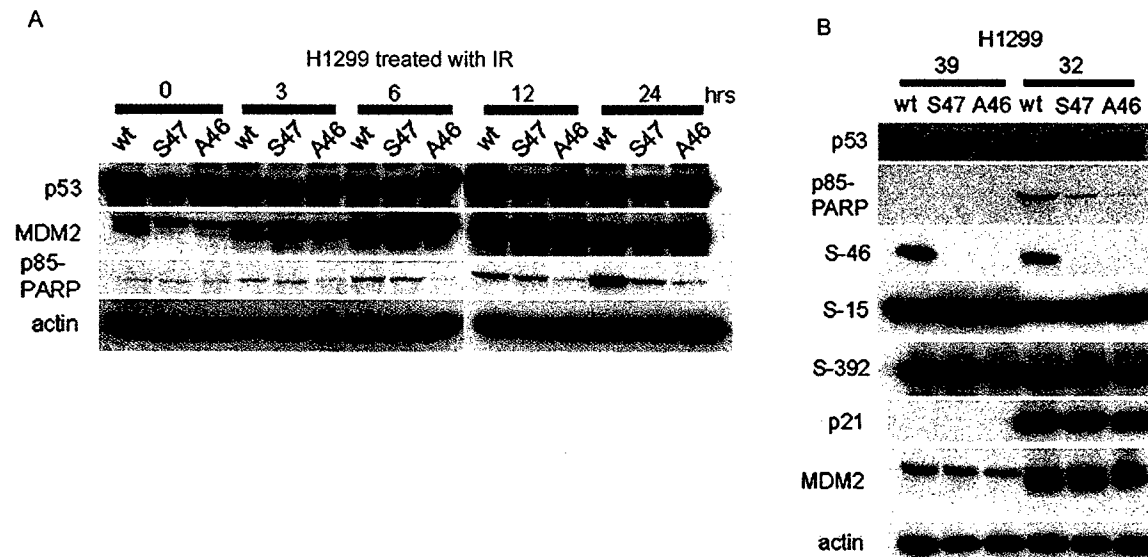 A
H1299 treated with IR
0 3 6 12 24 hrs
wt S47 A46 wt S47 A46 wt S47 A46 wt S47 A46 wt S47 A46
p53
MDM2
p85-
PARP
actin
B
H1299
39 32
wt S47 A46 wt S47 A46
p53
p85-
PARP
S-46
S-15
S-392
p21
MDM2
actin